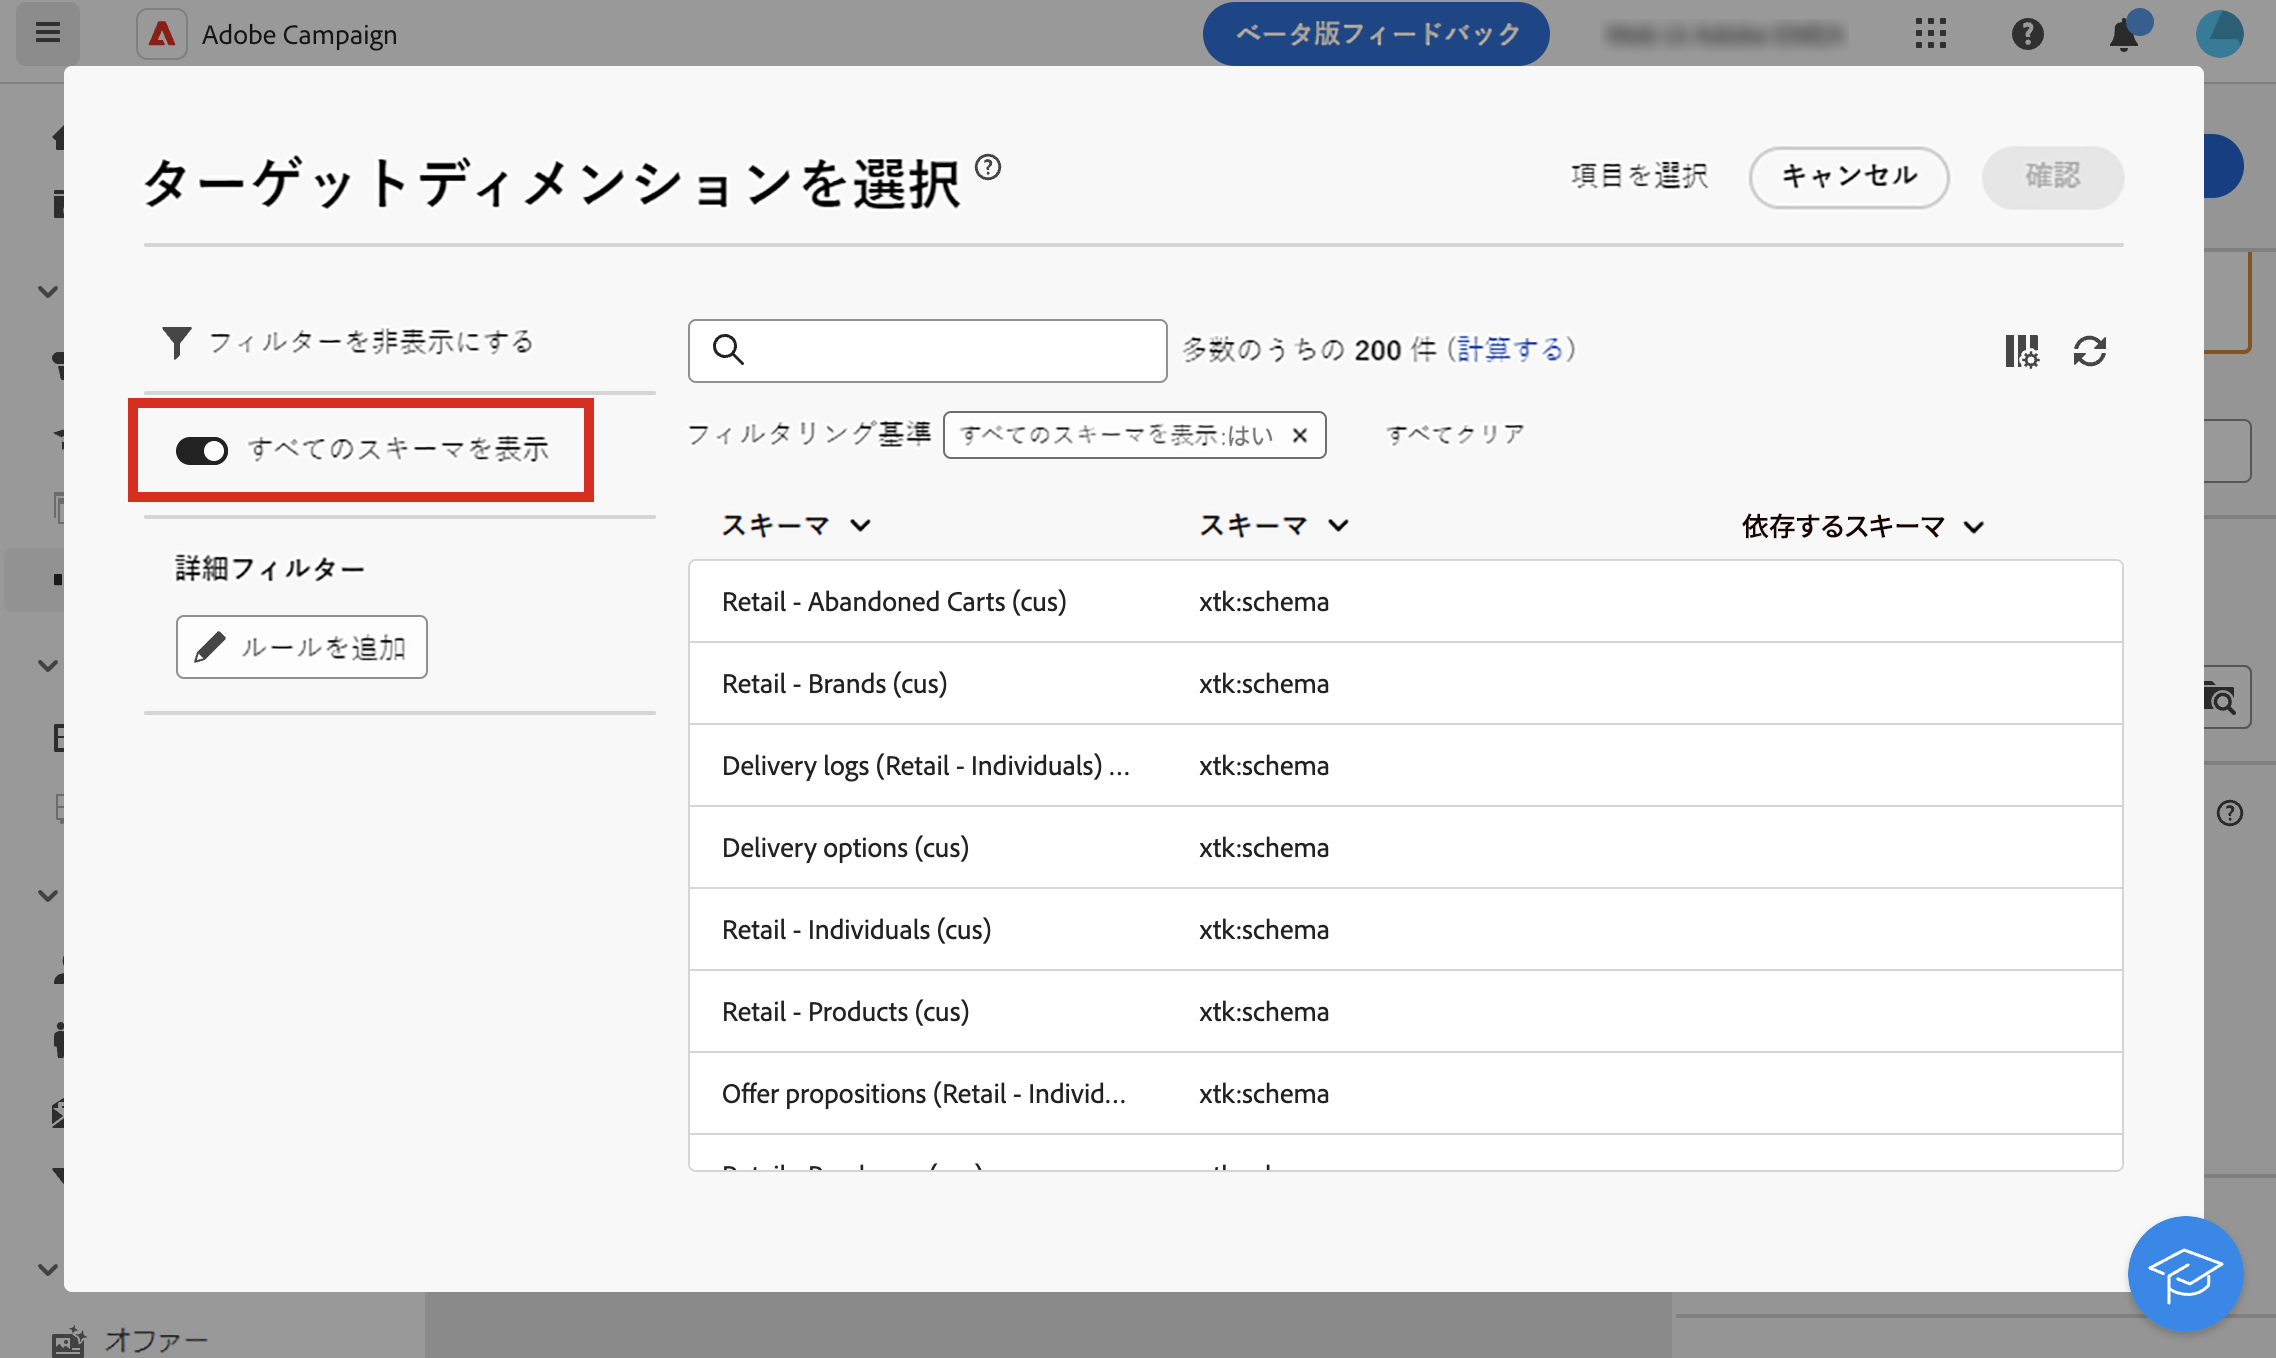 Adobe Campaign
ベータ版フィードバック
ターゲットディメンションを選択
項目を選択
キャンセル
確認
フィルターを非表示にする
多数のうちの 200 件 (計算する)
すべてのスキーマを表示
フィルタリング基準
すべてのスキーマを表示:はい
すべてクリア
スキーマ
スキーマ
依存するスキーマ
詳細フィルター
ルールを追加
Retail - Abandoned Carts (cus) xtk:schema
Retail - Brands (cus) xtk:schema
Delivery logs (Retail - Individuals) ... xtk:schema
Delivery options (cus) xtk:schema
Retail - Individuals (cus) xtk:schema
Retail - Products (cus) xtk:schema
Offer propositions (Retail - Individ... xtk:schema
オファー